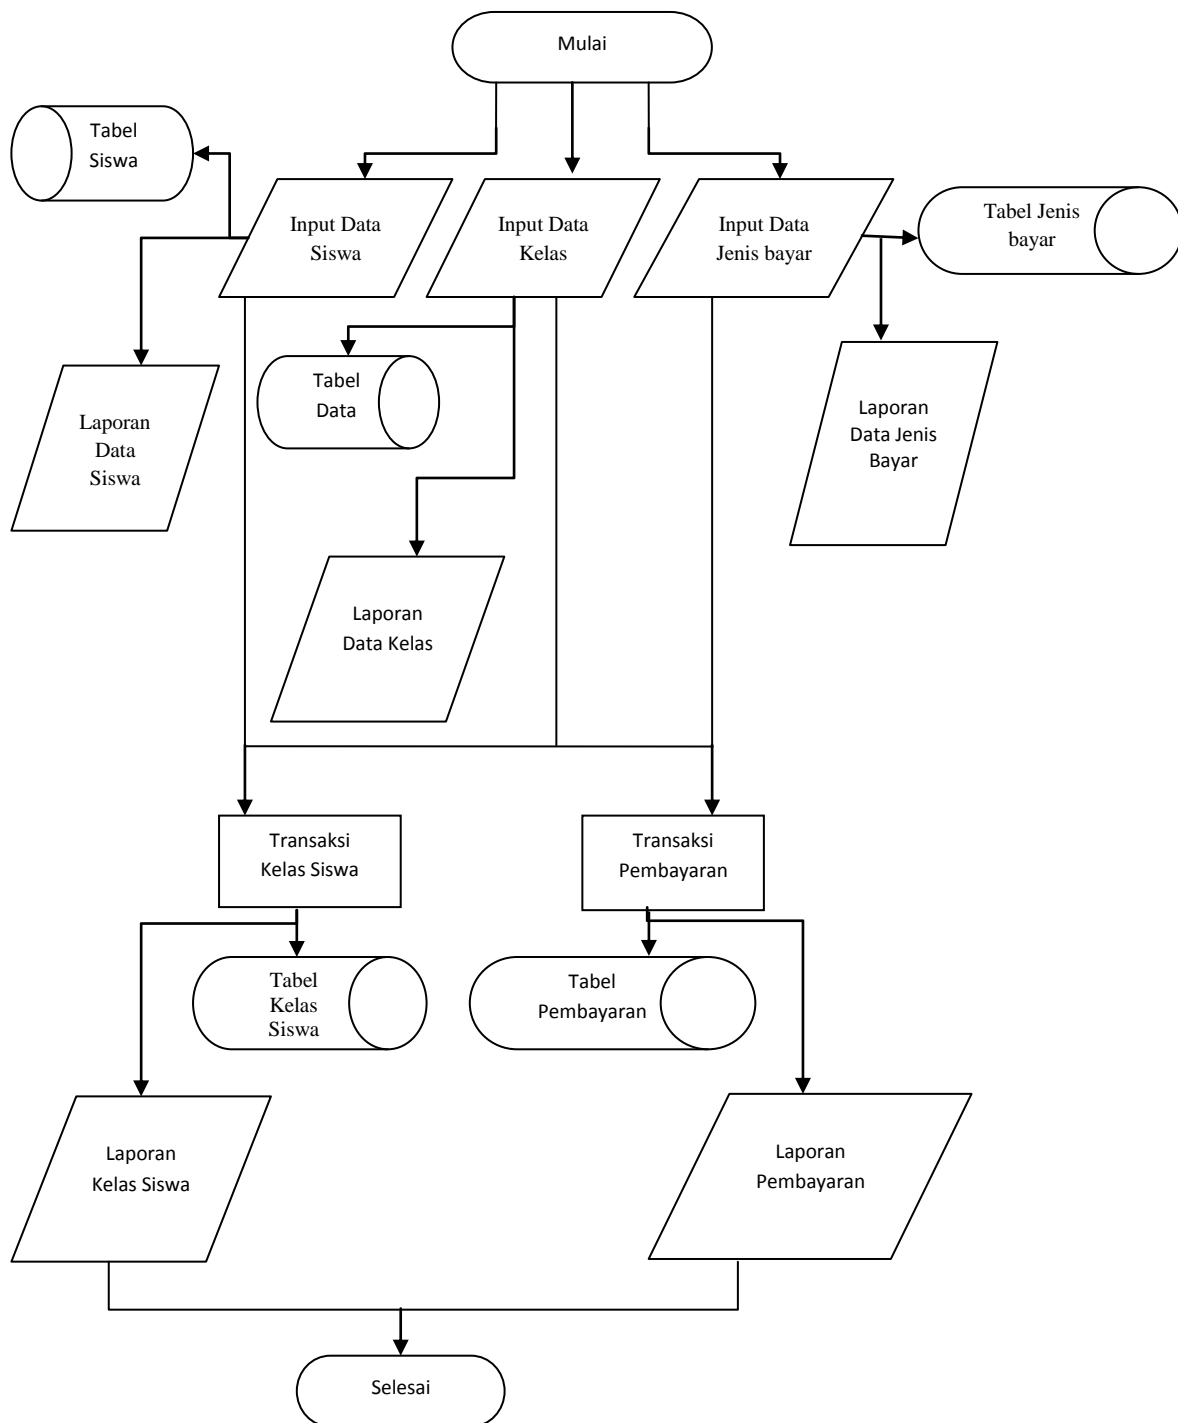 Mulai
Tabel
Siswa
Input Data
Siswa
Input Data
Kelas
Input Data
Jenis bayar
Tabel Jenis
bayar
Tabel
Data
Laporan
Data
Siswa
Laporan
Data Jenis
Bayar
Laporan
Data Kelas
Transaksi
Kelas Siswa
Transaksi
Pembayaran
Tabel
Kelas
Siswa
Tabel
Pembayaran
Laporan
Kelas Siswa
Laporan
Pembayaran
Selesai